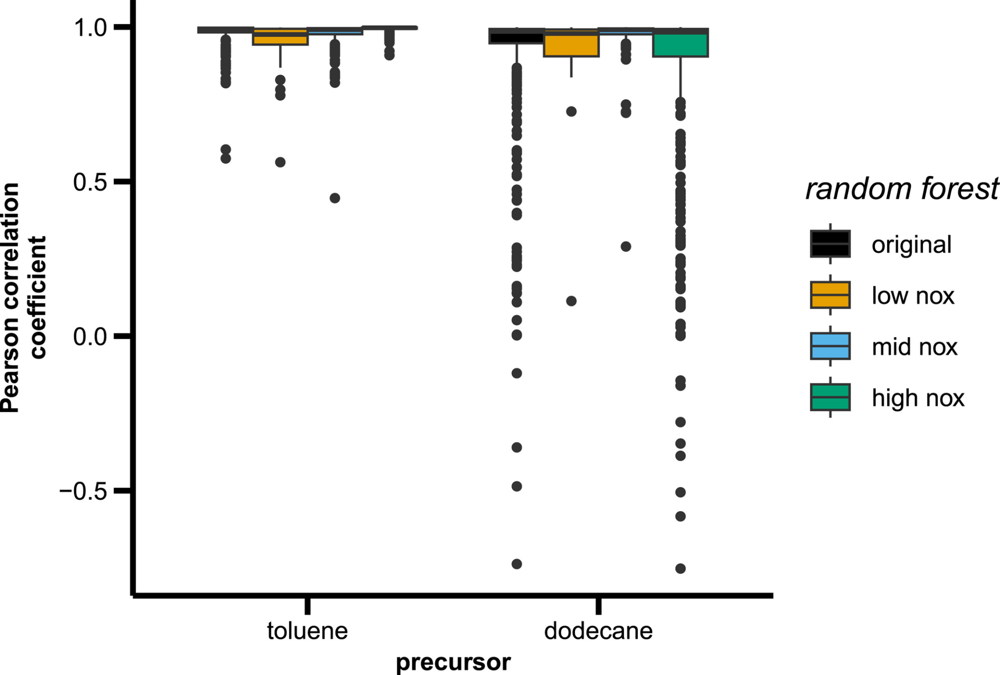 1.0
0.5
0.0
−0.5
Pearson correlation
coefficient
toluene
dodecane
precursor
random forest
original
low nox
mid nox
high nox